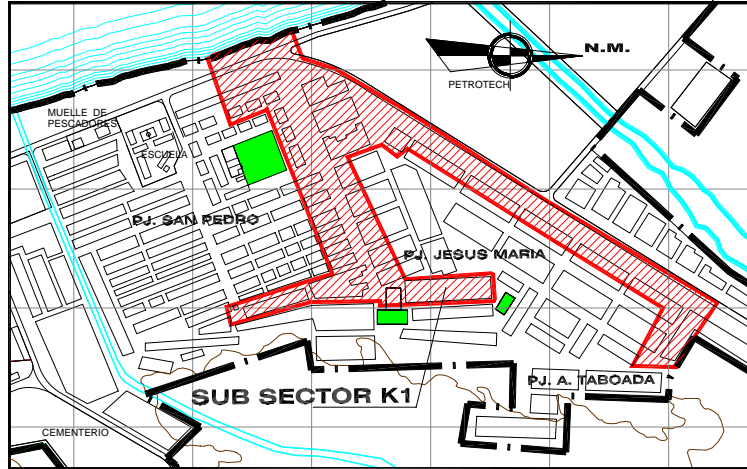 N.M.
PETROTECH
MUELLE DE
PESCADORES
ESCUELA
PJ. SAN PEDRO
PJ. JESUS MARIA
PJ. A. TABOADA
SUB SECTOR K1
CEMENTERIO